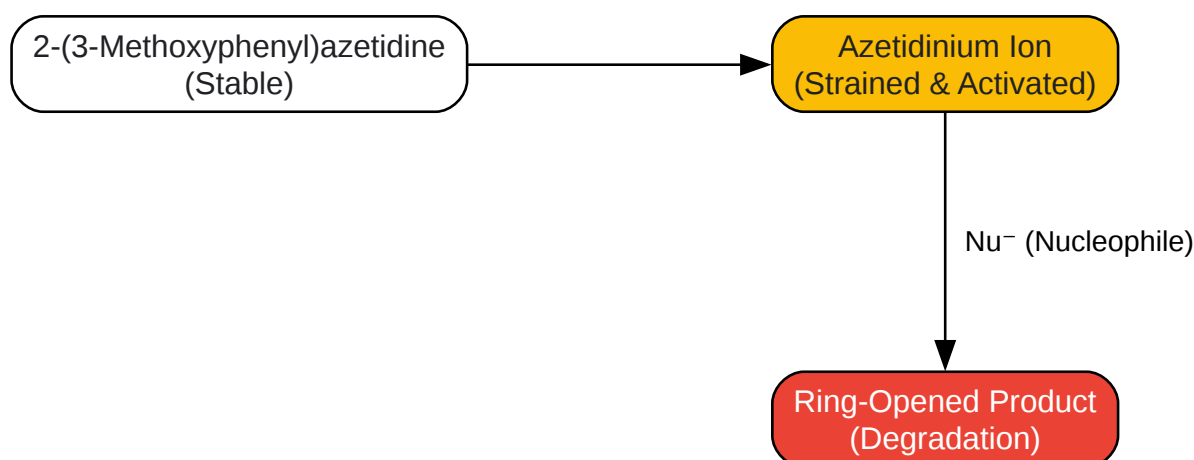 2-(3-Methoxyphenyl)azetidine
(Stable)
Azetidinium Ion
(Strained & Activated)
Nu⁻ (Nucleophile)
Ring-Opened Product
(Degradation)